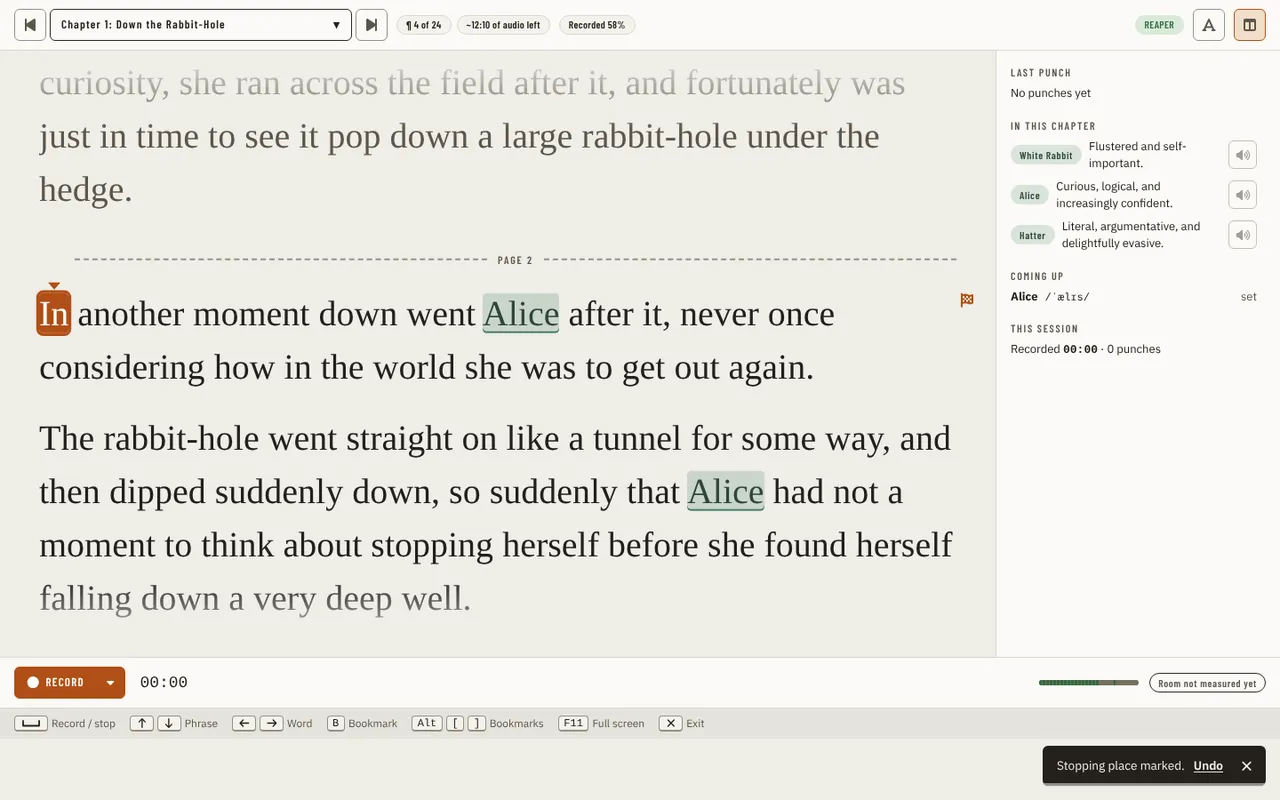 Chapter 1: Down the Rabbit-Hole ▼
¶ 4 of 24
~12:10 of audio left
Recorded 58%
REAPER
A
curiosity, she ran across the field after it, and fortunately was
just in time to see it pop down a large rabbit-hole under the
hedge.
PAGE 2
In another moment down went Alice after it, never once
considering how in the world she was to get out again.
The rabbit-hole went straight on like a tunnel for some way, and
then dipped suddenly down, so suddenly that Alice had not a
moment to think about stopping herself before she found herself
falling down a very deep well.
LAST PUNCH
No punches yet
IN THIS CHAPTER
White Rabbit
Flustered and self-
important.
Alice
Curious, logical, and
increasingly confident.
Hatter
Literal, argumentative, and
delightfully evasive.
COMING UP
Alice /ˈælɪs/ set
THIS SESSION
Recorded 00:00 · 0 punches
RECORD
00:00
Room not measured yet
Record / stop
↑ ↓ Phrase
← → Word
B Bookmark
Alt [ ] Bookmarks
F11 Full screen
✕ Exit
Stopping place marked. Undo ✕